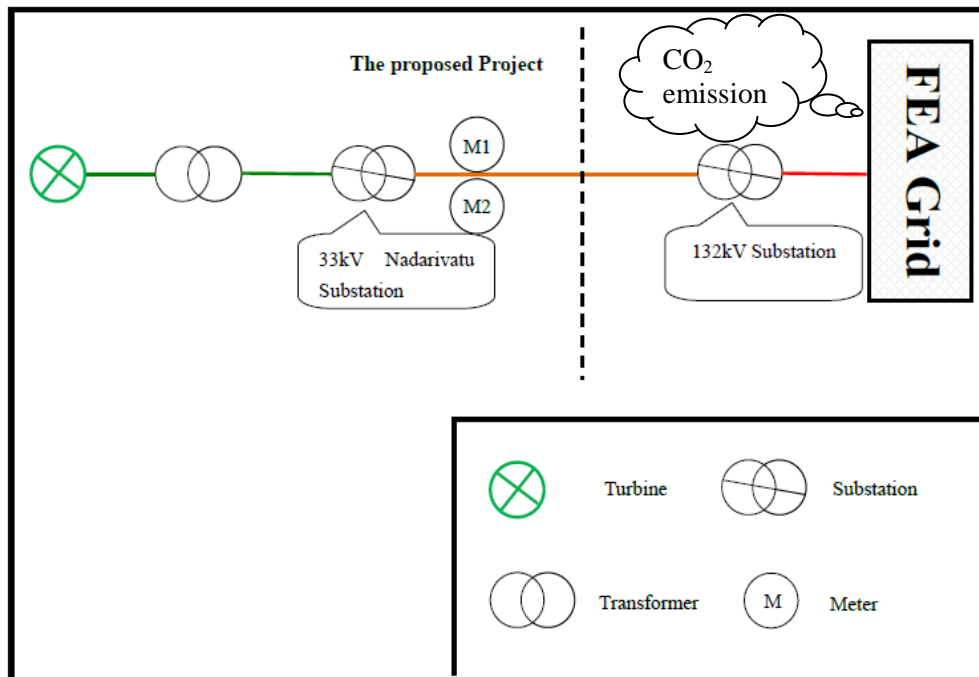 The proposed Project
CO₂
emission
FEA Grid
M1
M2
33kV Nadarivatu
Substation
132kV Substation
Turbine
Substation
Transformer
M
Meter